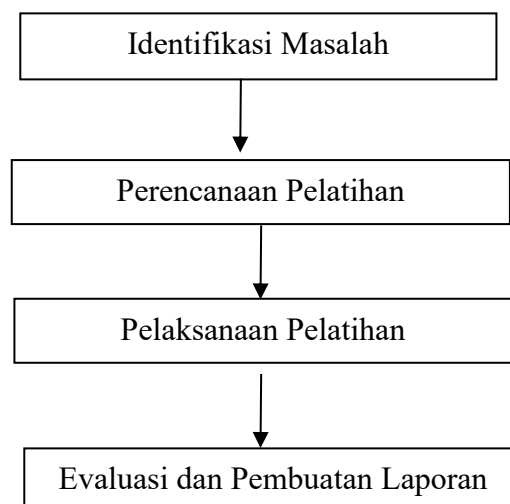 Identifikasi Masalah
Perencanaan Pelatihan
Pelaksanaan Pelatihan
Evaluasi dan Pembuatan Laporan